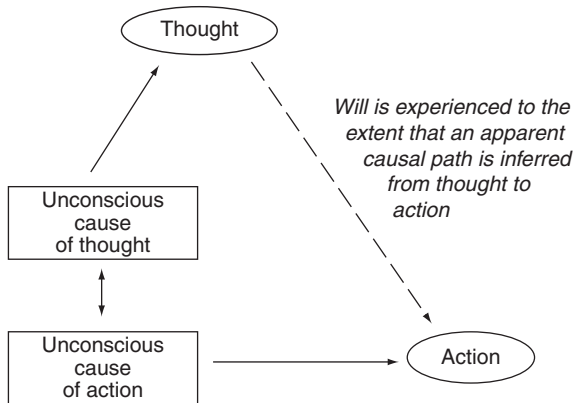 Thought
Will is experienced to the
extent that an apparent
causal path is inferred
from thought to
action
Unconscious
cause
of thought
Unconscious
cause
of action
Action